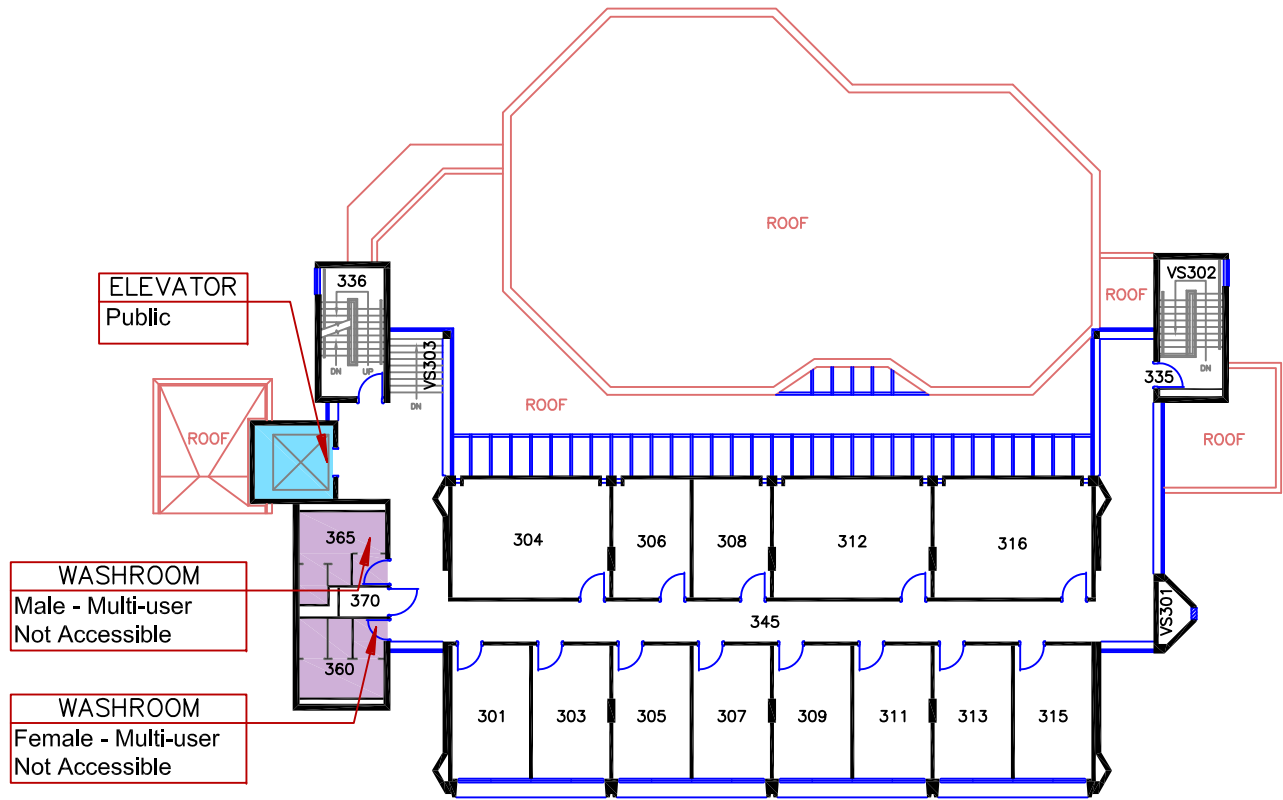 ROOF
ROOF
VS302
336
ELEVATOR
Public
DN
UP
VS303
DN
DN
335
ROOF
ROOF
ROOF
304
306
308
312
316
365
WASHROOM
Male - Multi-user
Not Accessible
370
345
VS301
360
WASHROOM
Female - Multi-user
Not Accessible
301
303
305
307
309
311
313
315